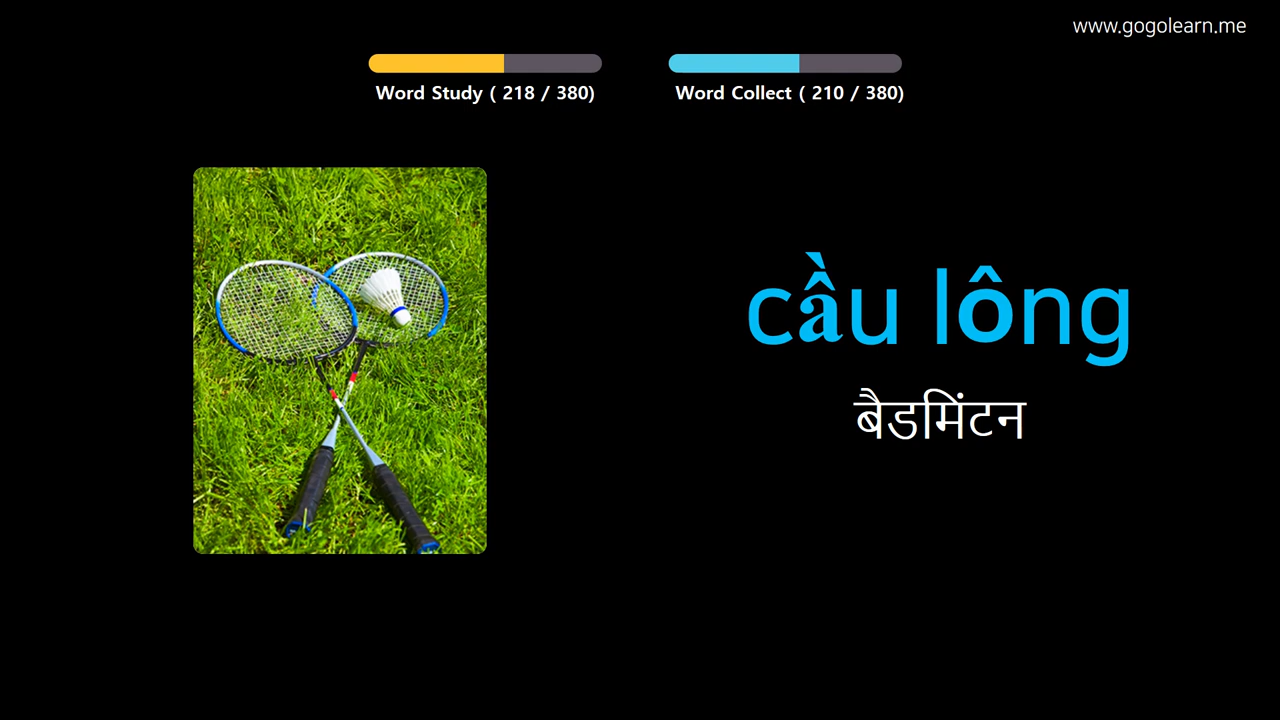 www.gogolearn.me
Word Study ( 218 / 380)
Word Collect ( 210 / 380)
cầu lông
बैडमिंटन